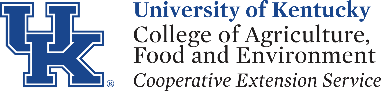 UK®
University of Kentucky
College of Agriculture,
Food and Environment
Cooperative Extension Service